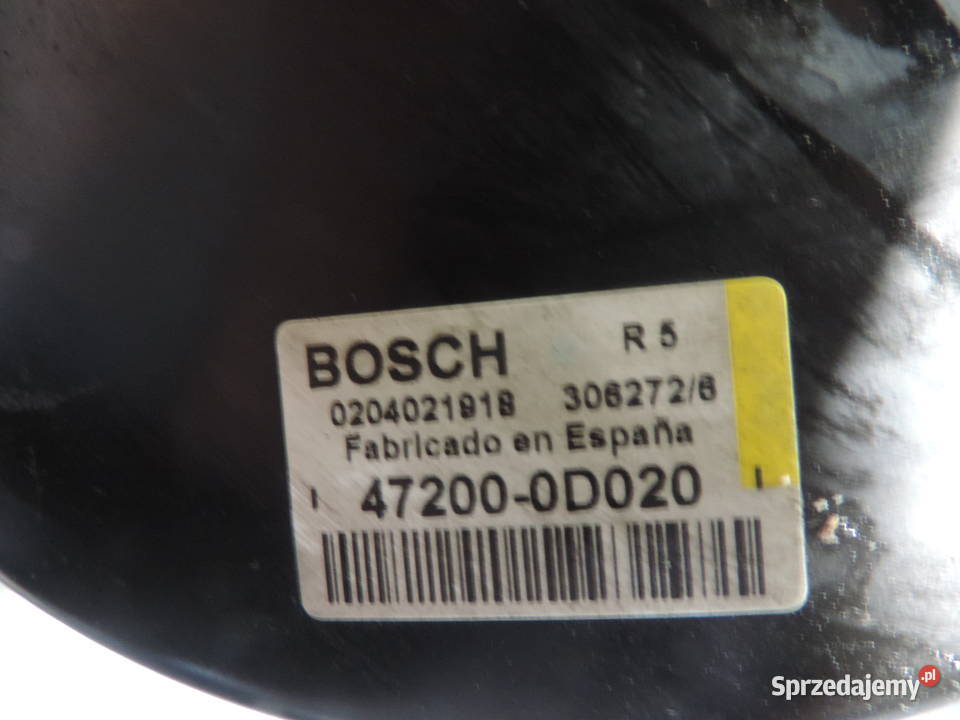 BOSCH R 5
0204021918 306272/6
Fabricado en España
47200-0D020
Sprzedajemy.pl